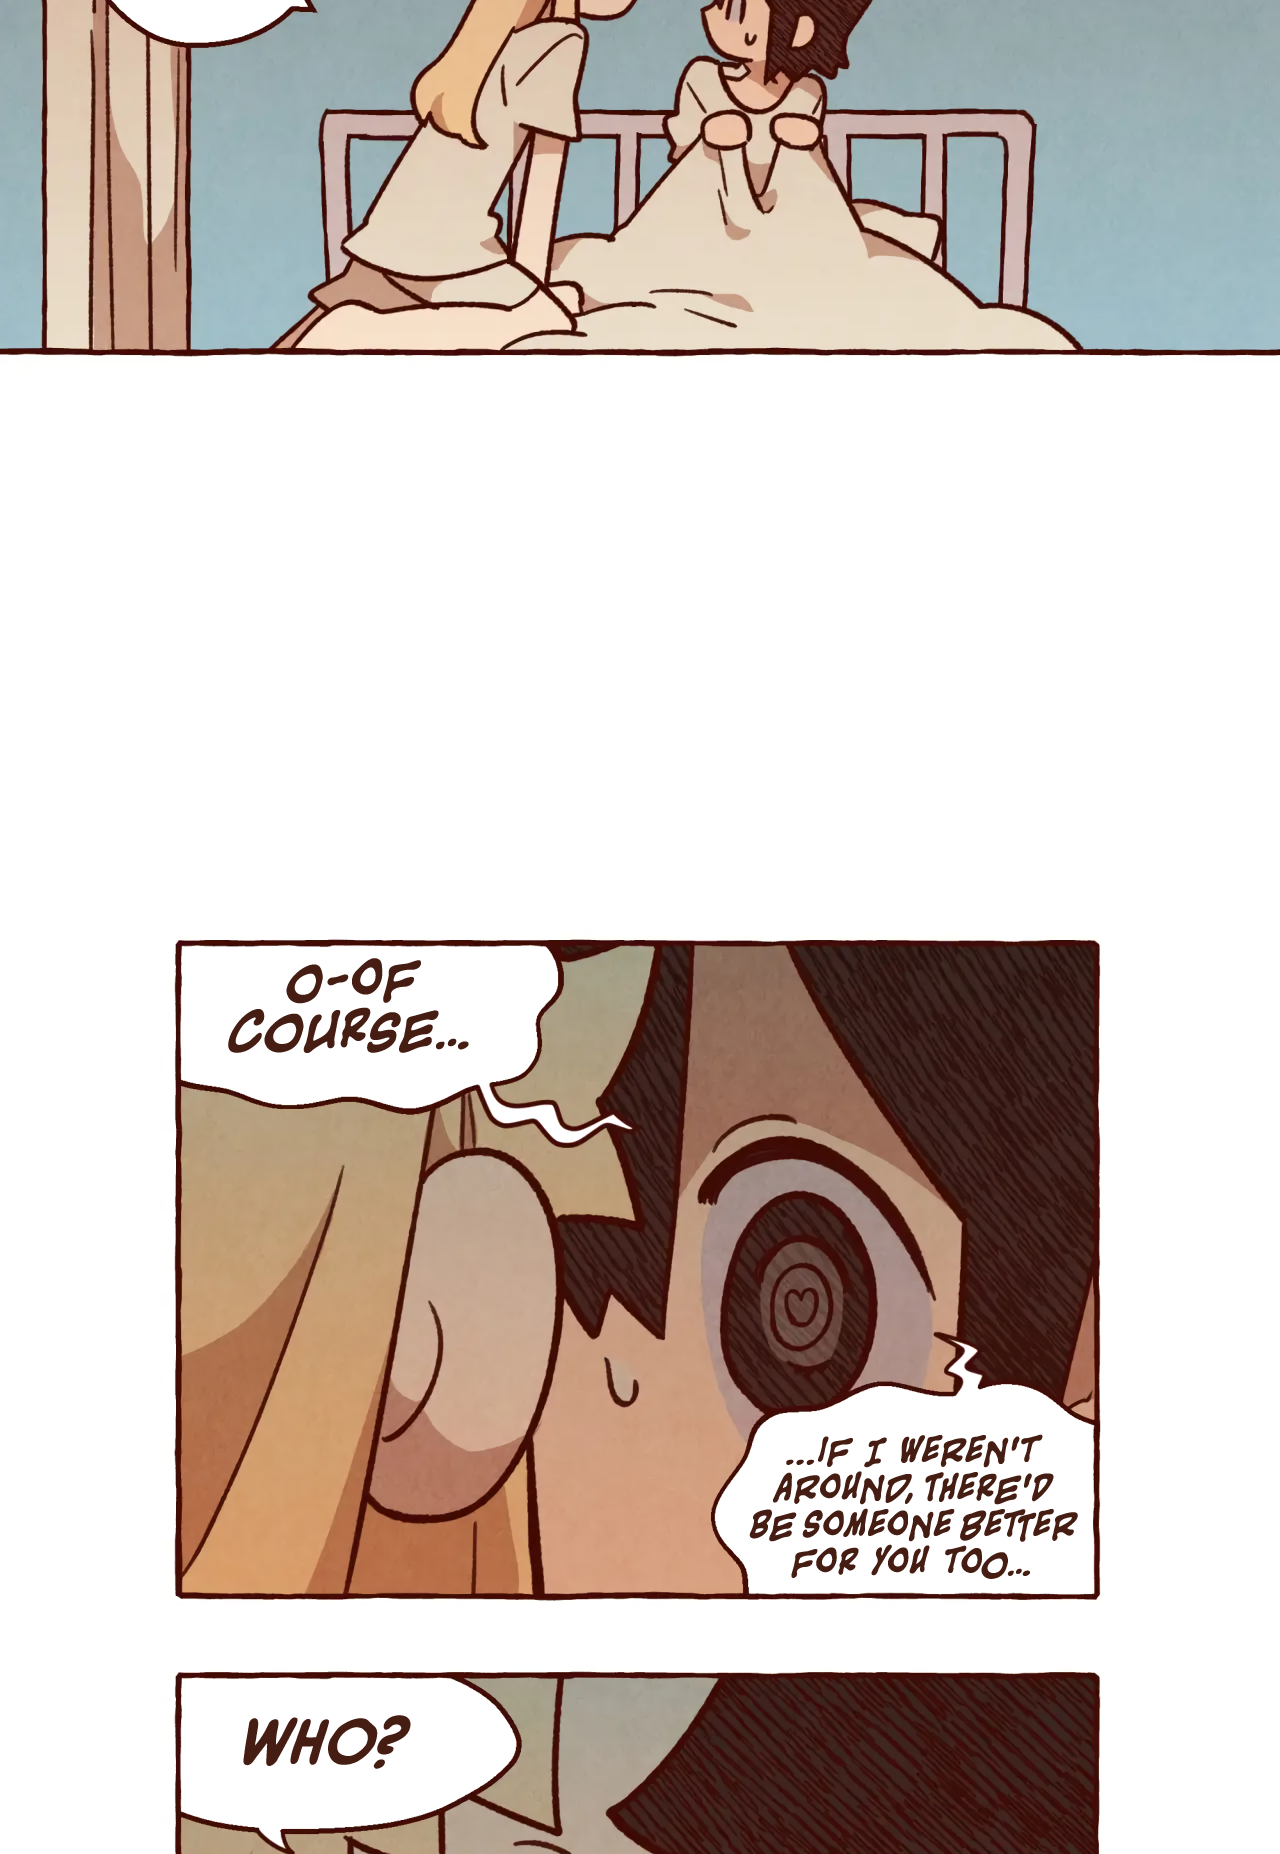 O-OF
COURSE...
...IF I WEREN'T
AROUND, THERE'D
BE SOMEONE BETTER
FOR YOU TOO...
WHO?